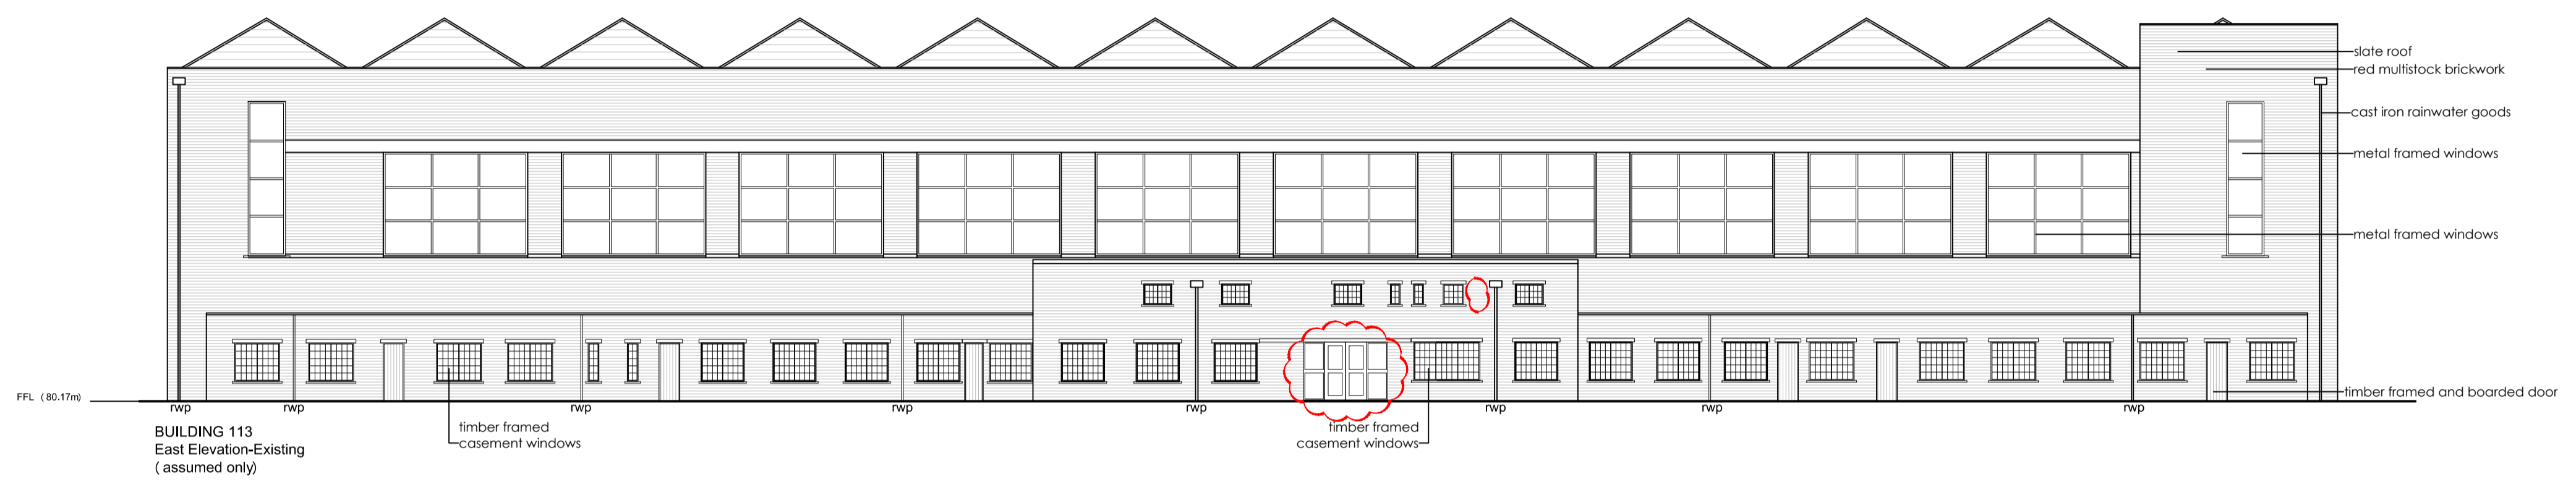 slate roof
red multistock brickwork
cast iron rainwater goods
metal framed windows
metal framed windows
timber framed and boarded door
FFL ( 80.17m)
rwp
rwp
rwp
rwp
rwp
rwp
rwp
rwp
timber framed
casement windows
timber framed
casement windows
BUILDING 113
East Elevation-Existing
( assumed only)